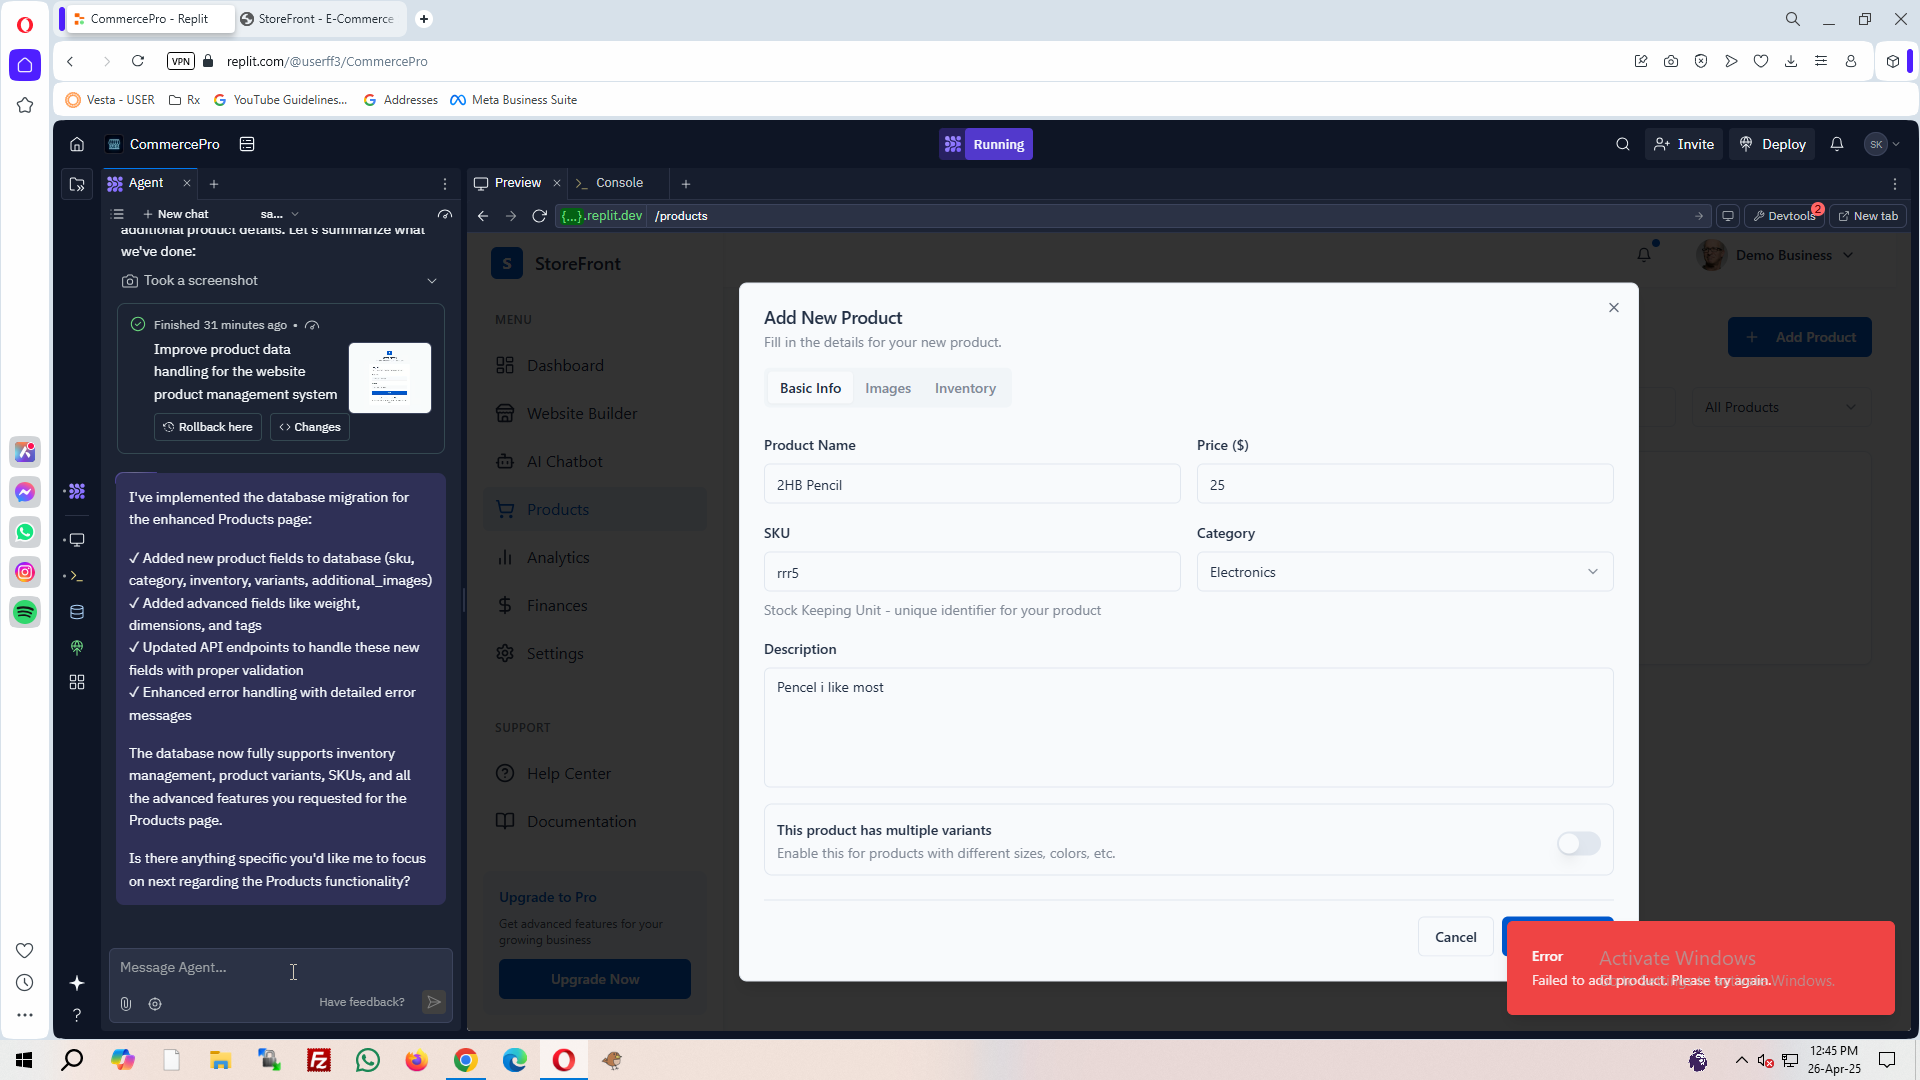 CommercePro - Replit
StoreFront - E-Commerce
VPN
replit.com/@userff3/CommercePro
Vesta - USER
Rx
YouTube Guidelines...
Addresses
Meta Business Suite
CommercePro
Running
Invite
Deploy
SK
Agent
Preview
Console
New chat
sa...
{...}.replit.dev
/products
Devtools
2
New tab
additional product details. Let's summarize what
we've done:
Took a screenshot
Finished 31 minutes ago •
Improve product data
handling for the website
product management system
Rollback here
Changes
I've implemented the database migration for
the enhanced Products page:
✓ Added new product fields to database (sku,
category, inventory, variants, additional_images)
✓ Added advanced fields like weight,
dimensions, and tags
✓ Updated API endpoints to handle these new
fields with proper validation
✓ Enhanced error handling with detailed error
messages
The database now fully supports inventory
management, product variants, SKUs, and all
the advanced features you requested for the
Products page.
Is there anything specific you'd like me to focus
on next regarding the Products functionality?
Message Agent...
Have feedback?
S
StoreFront
MENU
Dashboard
Website Builder
AI Chatbot
Products
Analytics
Finances
Settings
SUPPORT
Help Center
Documentation
Upgrade to Pro
Get advanced features for your
growing business
Upgrade Now
Demo Business
Add Product
All Products
Add New Product
Fill in the details for your new product.
Basic Info
Images
Inventory
Product Name
Price ($)
2HB Pencil
25
SKU
Category
rrr5
Electronics
Stock Keeping Unit - unique identifier for your product
Description
Pencel i like most
This product has multiple variants
Enable this for products with different sizes, colors, etc.
Cancel
Error
Failed to add product. Please try again.
Activate Windows
Windows.
12:45 PM
26-Apr-25